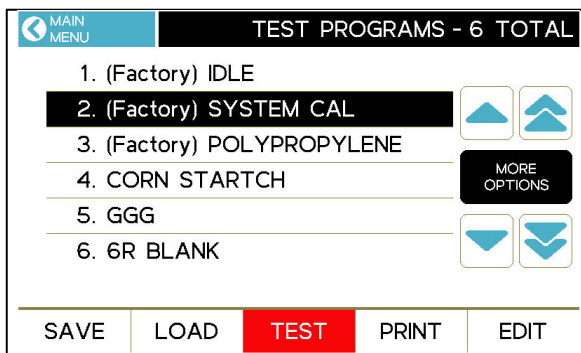 MAIN MENU
TEST PROGRAMS - 6 TOTAL
1. (Factory) IDLE
2. (Factory) SYSTEM CAL
3. (Factory) POLYPROPYLENE
4. CORN STARTCH
5. GGG
6. 6R BLANK
MORE
OPTIONS
SAVE LOAD TEST PRINT EDIT